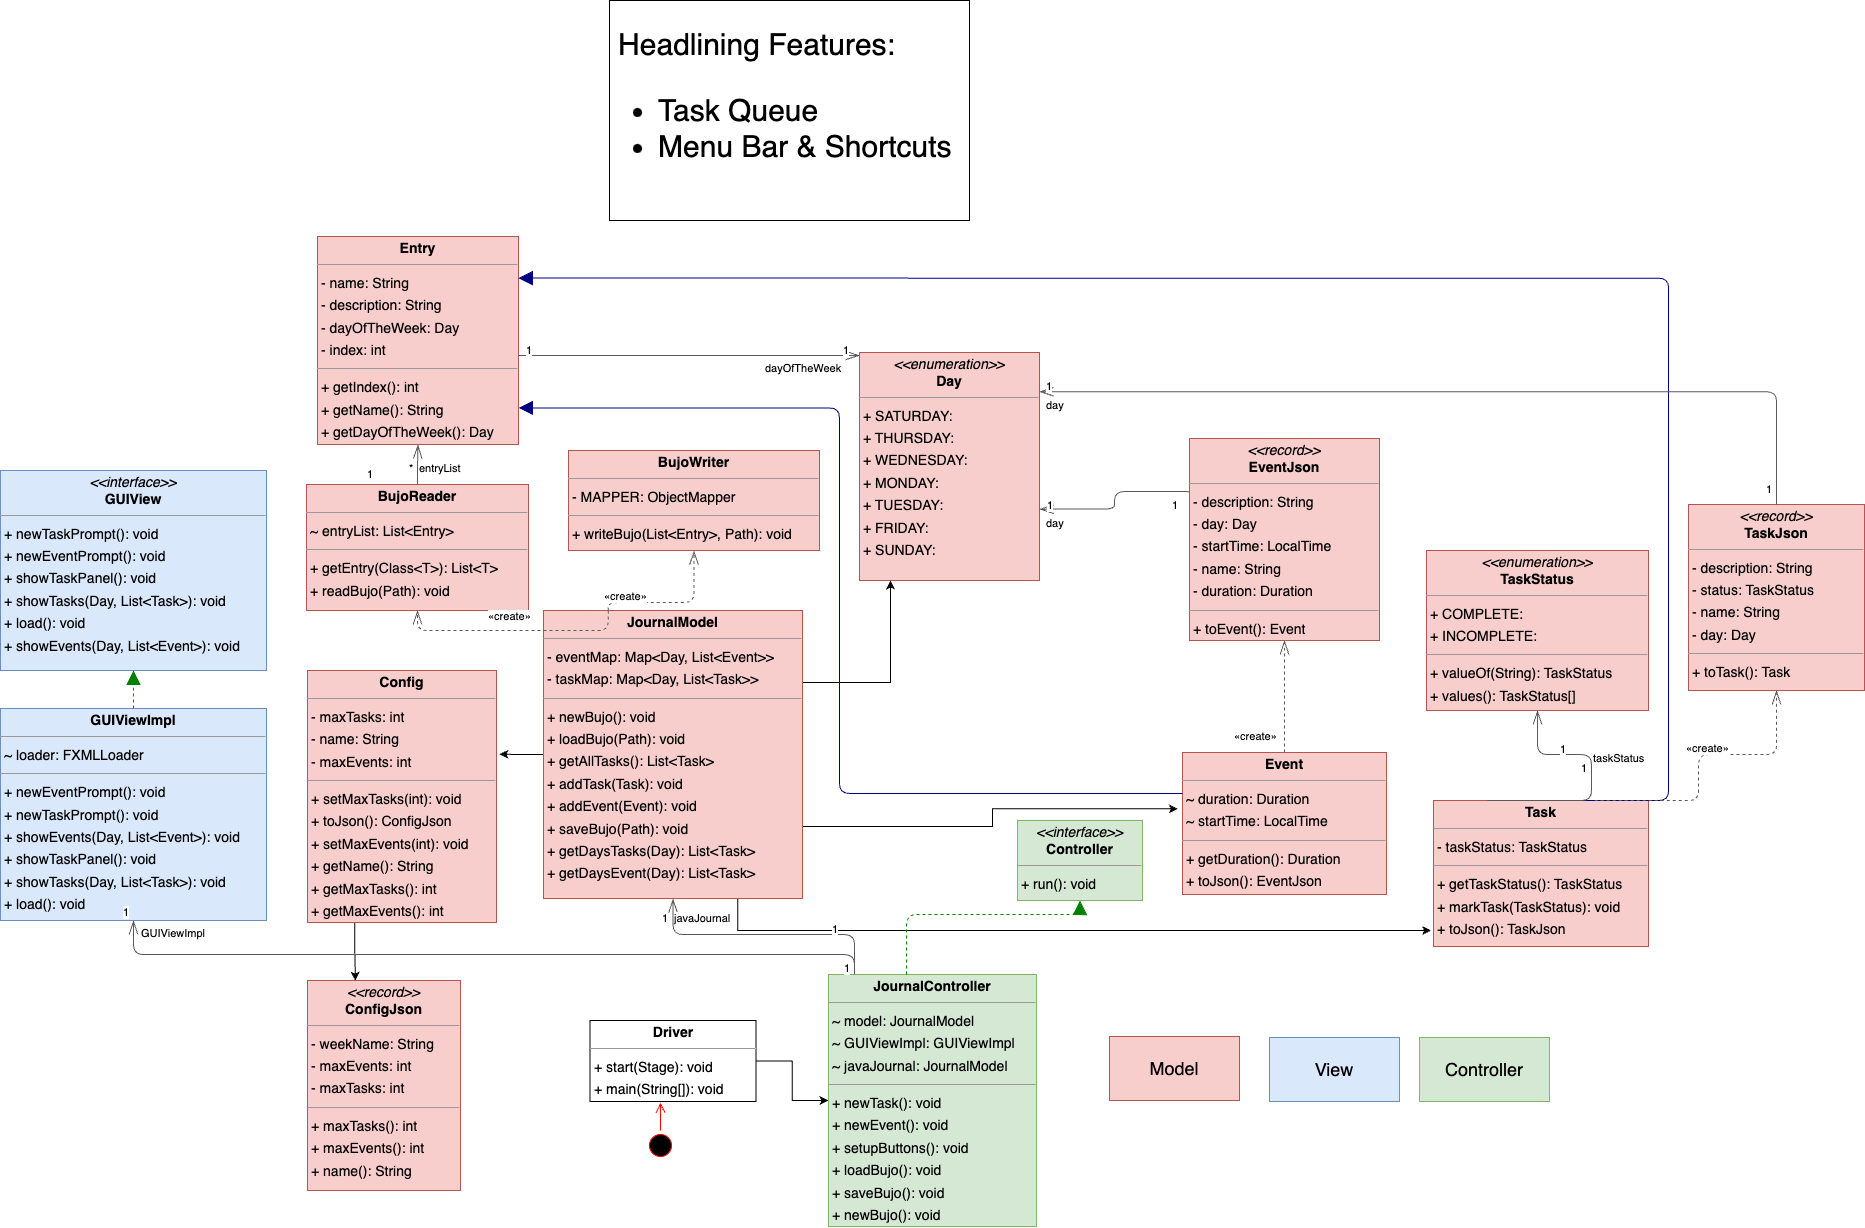 Headlining Features:
• Task Queue
• Menu Bar & Shortcuts
Entry
- name: String
- description: String
- dayOfTheWeek: Day
- index: int
+ getIndex(): int
+ getName(): String
+ getDayOfTheWeek(): Day
1
1
dayOfTheWeek
<<enumeration>>
Day
+ SATURDAY:
+ THURSDAY:
+ WEDNESDAY:
+ MONDAY:
+ TUESDAY:
+ FRIDAY:
+ SUNDAY:
1
day
1
day
1
1
<<interface>>
GUIView
+ newTaskPrompt(): void
+ newEventPrompt(): void
+ showTaskPanel(): void
+ showTasks(Day, List<Task>): void
+ load(): void
+ showEvents(Day, List<Event>): void
1
* entryList
BujoReader
~ entryList: List<Entry>
+ getEntry(Class<T>): List<T>
+ readBujo(Path): void
BujoWriter
- MAPPER: ObjectMapper
+ writeBujo(List<Entry>, Path): void
«create»
«create»
<<record>>
EventJson
- description: String
- day: Day
- startTime: LocalTime
- name: String
- duration: Duration
+ toEvent(): Event
<<enumeration>>
TaskStatus
+ COMPLETE:
+ INCOMPLETE:
+ valueOf(String): TaskStatus
+ values(): TaskStatus[]
<<record>>
TaskJson
- description: String
- status: TaskStatus
- name: String
- day: Day
+ toTask(): Task
GUIViewImpl
~ loader: FXMLLoader
+ newEventPrompt(): void
+ newTaskPrompt(): void
+ showEvents(Day, List<Event>): void
+ showTaskPanel(): void
+ showTasks(Day, List<Task>): void
+ load(): void
1
GUIViewImpl
Config
- maxTasks: int
- name: String
- maxEvents: int
+ setMaxTasks(int): void
+ toJson(): ConfigJson
+ setMaxEvents(int): void
+ getName(): String
+ getMaxTasks(): int
+ getMaxEvents(): int
JournalModel
- eventMap: Map<Day, List<Event>>
- taskMap: Map<Day, List<Task>>
+ newBujo(): void
+ loadBujo(Path): void
+ getAllTasks(): List<Task>
+ addTask(Task): void
+ addEvent(Event): void
+ saveBujo(Path): void
+ getDaysTasks(Day): List<Task>
+ getDaysEvent(Day): List<Task>
1
javaJournal
1
1
<<interface>>
Controller
+ run(): void
«create»
Event
~ duration: Duration
~ startTime: LocalTime
+ getDuration(): Duration
+ toJson(): EventJson
1
taskStatus
1
«create»
Task
- taskStatus: TaskStatus
+ getTaskStatus(): TaskStatus
+ markTask(TaskStatus): void
+ toJson(): TaskJson
<<record>>
ConfigJson
- weekName: String
- maxEvents: int
- maxTasks: int
+ maxTasks(): int
+ maxEvents(): int
+ name(): String
Driver
+ start(Stage): void
+ main(String[]): void
JournalController
~ model: JournalModel
~ GUIViewImpl: GUIViewImpl
~ javaJournal: JournalModel
+ newTask(): void
+ newEvent(): void
+ setupButtons(): void
+ loadBujo(): void
+ saveBujo(): void
+ newBujo(): void
Model
View
Controller